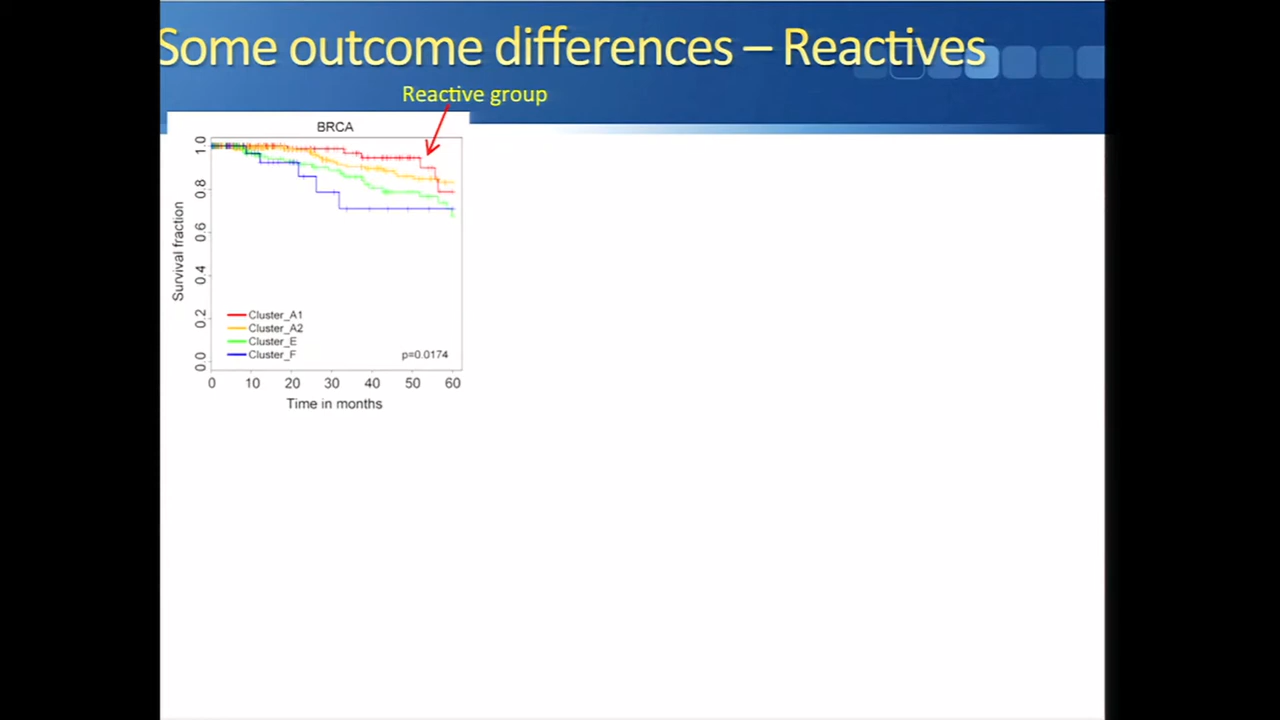 Some outcome differences – Reactives
Reactive group
BRCA
Survival fraction
1.0
0.8
0.6
0.4
0.2
0.0
Cluster_A1
Cluster_A2
Cluster_E
Cluster_F
p=0.0174
0 10 20 30 40 50 60
Time in months